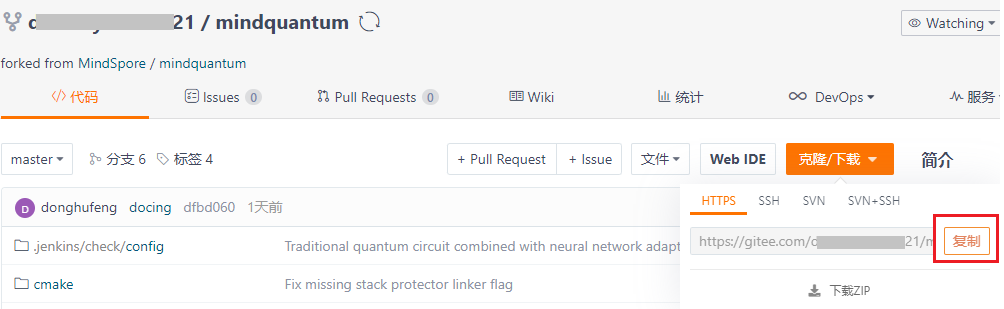 d 21 / mindquantum
Watching
forked from MindSpore / mindquantum
代码 Issues 0 Pull Requests 0 Wiki 统计 DevOps 服务
master 分支 6 标签 4 + Pull Request + Issue 文件 Web IDE 克隆/下载 简介
D donghufeng docing dfbd060 1天前
HTTPS SSH SVN SVN+SSH
.jenkins/check/config Traditional quantum circuit combined with neural network adapt
https://gitee.com/d 21/m 复制
cmake Fix missing stack protector linker flag
下载ZIP